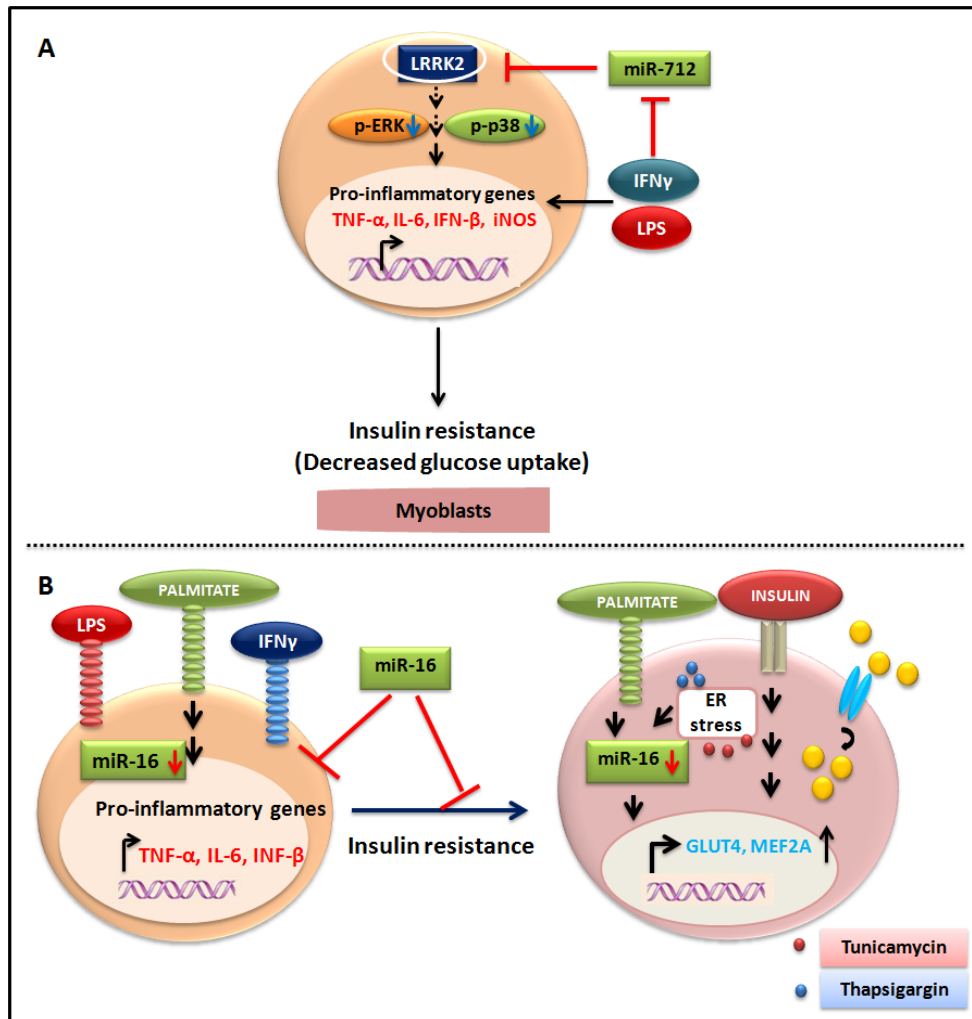 A
LRRK2
miR-712
p-ERK
p-p38
IFNγ
LPS
Pro-inflammatory genes
TNF-α, IL-6, IFN-β, iNOS
Insulin resistance
(Decreased glucose uptake)
Myoblasts
B
PALMITATE
LPS
IFNγ
miR-16
miR-16
Pro-inflammatory genes
TNF-α, IL-6, INF-β
Insulin resistance
PALMITATE
INSULIN
ER
stress
miR-16
GLUT4, MEF2A
Tunicamycin
Thapsigargin